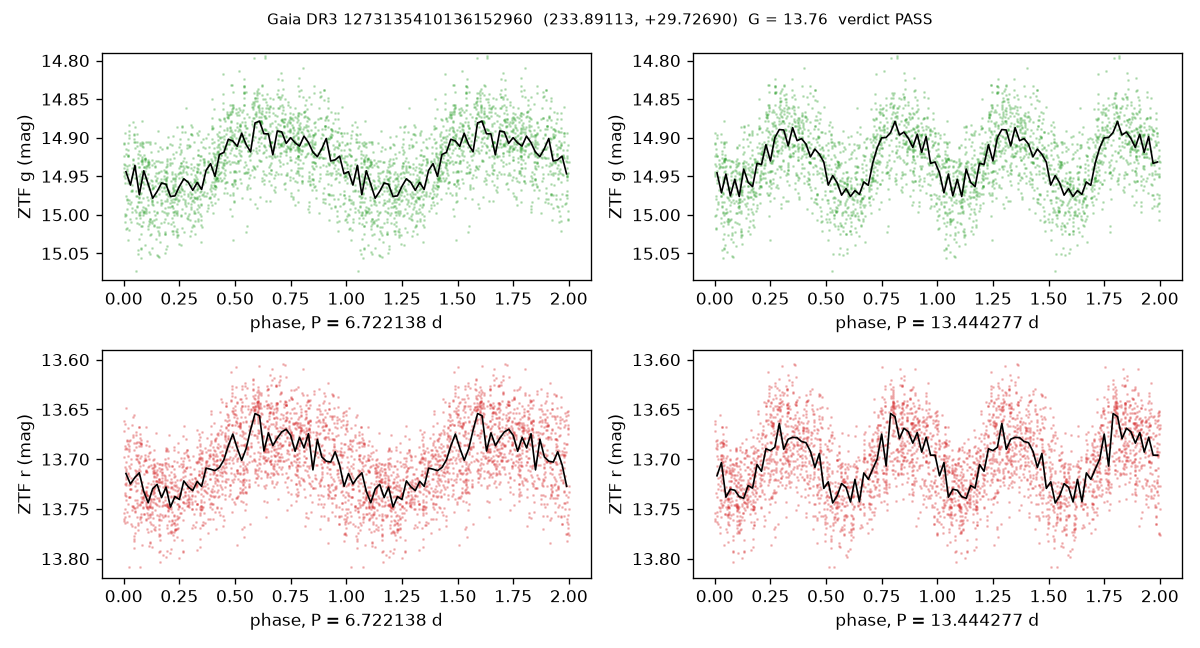 Gaia DR3 1273135410136152960 (233.89113, +29.72690) G = 13.76 verdict PASS
ZTF g (mag)
14.80
14.85
14.90
14.95
15.00
15.05
0.00 0.25 0.50 0.75 1.00 1.25 1.50 1.75 2.00
phase, P = 6.722138 d
ZTF g (mag)
14.80
14.85
14.90
14.95
15.00
15.05
0.00 0.25 0.50 0.75 1.00 1.25 1.50 1.75 2.00
phase, P = 13.444277 d
ZTF r (mag)
13.60
13.65
13.70
13.75
13.80
0.00 0.25 0.50 0.75 1.00 1.25 1.50 1.75 2.00
phase, P = 6.722138 d
ZTF r (mag)
13.60
13.65
13.70
13.75
13.80
0.00 0.25 0.50 0.75 1.00 1.25 1.50 1.75 2.00
phase, P = 13.444277 d